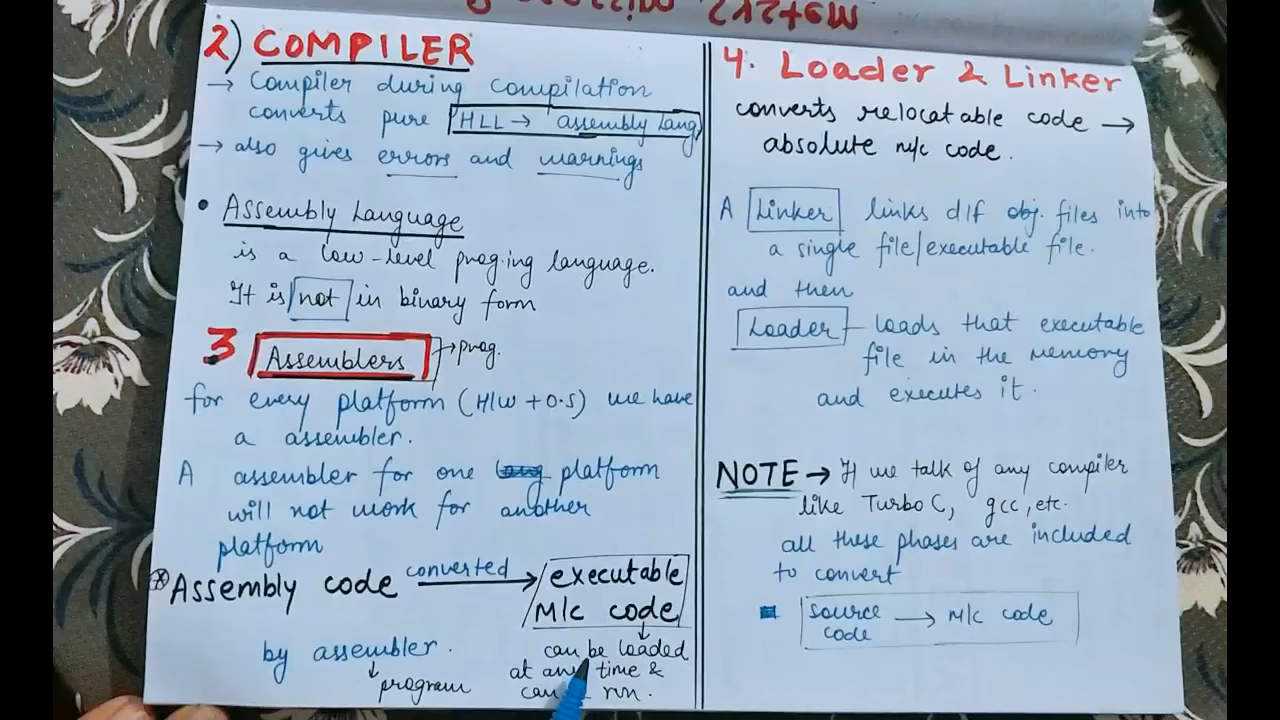 2) COMPILER
→ Compiler during compilation
converts pure HLL → assembly lang
→ also gives errors and warnings
• Assembly Language
is a low-level prog.ing language.
It is not in binary form
3 Assemblers → prog.
for every platform (H/W + O.S) we have
a assembler.
A assembler for one platform
will not work for another
platform
Assembly code converted → executable
M/c code
by assembler.
↓ program
↓
can be loaded
at any time &
can run.
4. Loader & Linker
converts relocatable code →
absolute m/c code.
A Linker links d/f obj. files into
a single file/executable file.
and then
Loader – loads that executable
file in the memory
and executes it.
NOTE → If we talk of any compiler
like Turbo C, gcc, etc.
all these phases are included
to convert
source code → M/c code